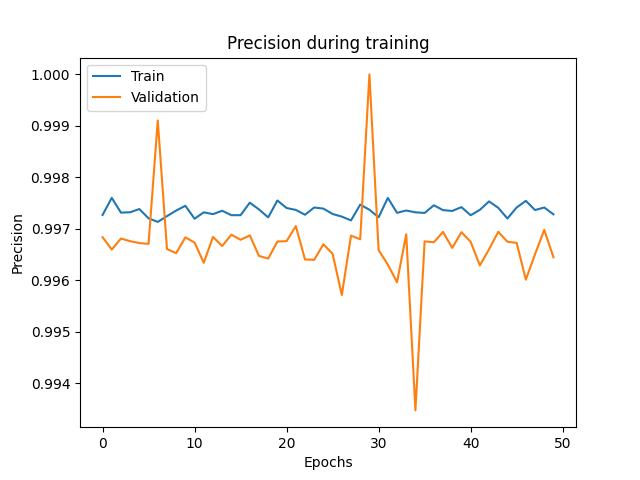 Precision during training
Train
Validation
1.000
0.999
0.998
0.997
0.996
0.995
0.994
Precision
0 10 20 30 40 50
Epochs